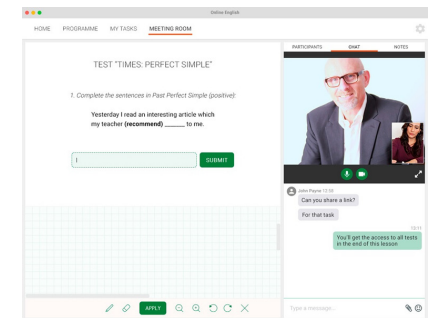 Online English
HOME PROGRAMME MY TASKS MEETING ROOM
TEST "TIMES: PERFECT SIMPLE"
1. Complete the sentences in Past Perfect Simple (positive):
Yesterday I read an interesting article which
my teacher (recommend) ______ to me.
SUBMIT
APPLY
PARTICIPANTS CHAT NOTES
John Payne 12:59
Can you share a link?
For that task
13:11
You'll get the access to all tests
in the end of this lesson
Type a message...